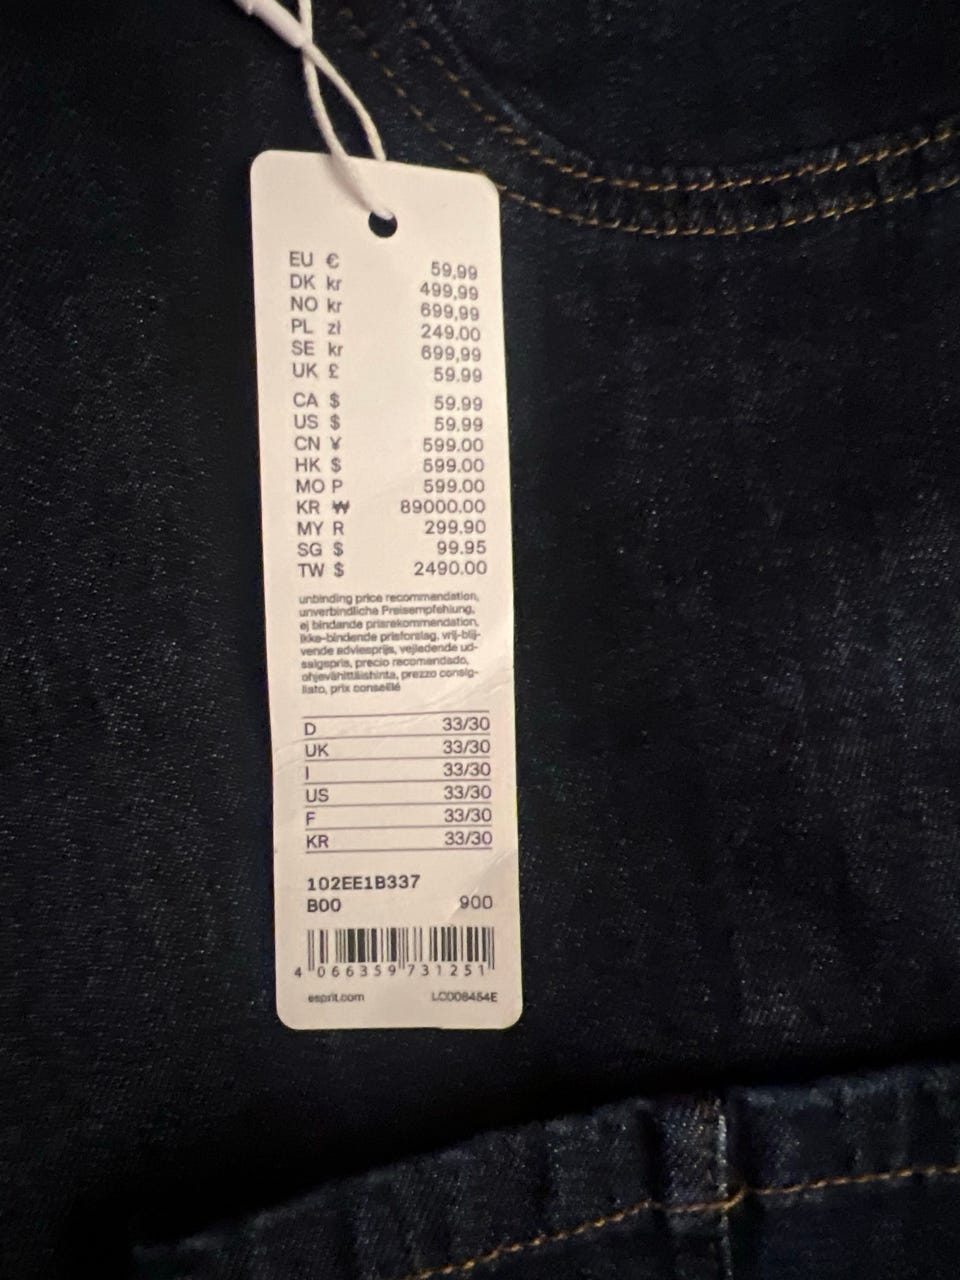 EU € 59,99
DK kr 499,99
NO kr 699,99
PL zł 249.00
SE kr 699,99
UK £ 59.99
CA $ 59.99
US $ 59.99
CN ¥ 599.00
HK $ 599.00
MO P 599.00
KR ₩ 89000.00
MY R 299.90
SG $ 99.95
TW $ 2490.00
unbinding price recommendation,
unverbindliche Preisempfehlung,
ej bindande prisrekommendation,
ikke-bindende prisforslag, vrij-blij-
vende adviesprijs, vejledende ud-
salgspris, precio recomendado,
ohjevähittäishinta, prezzo consig-
liato, prix conseillé
D 33/30
UK 33/30
I 33/30
US 33/30
F 33/30
KR 33/30
102EE1B337
B00 900
4 066359 731251
esprit.com LC008454E